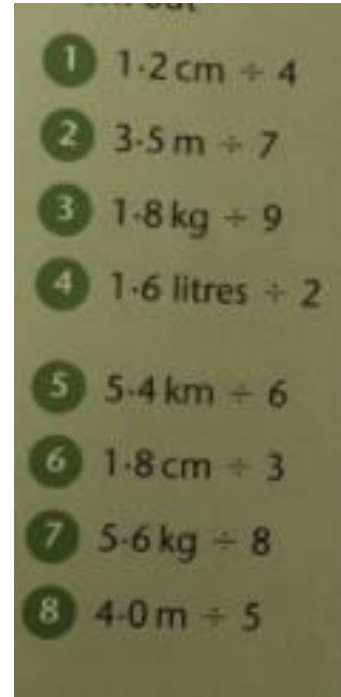 1 1·2 cm ÷ 4
2 3·5 m ÷ 7
3 1·8 kg ÷ 9
4 1·6 litres ÷ 2
5 5·4 km ÷ 6
6 1·8 cm ÷ 3
7 5·6 kg ÷ 8
8 4·0 m ÷ 5